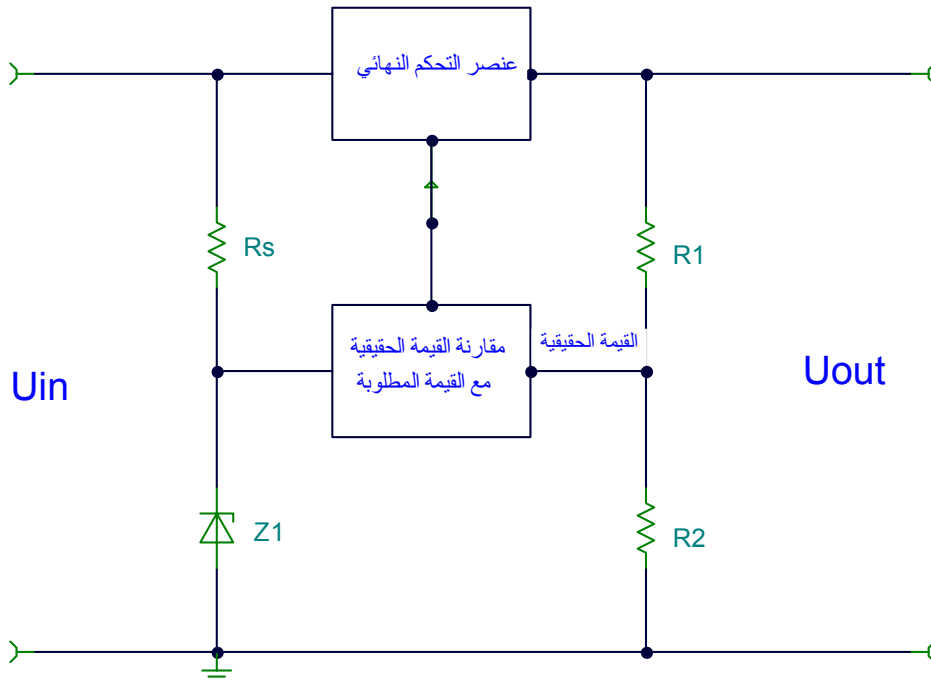 عنصر التحكم النهائي
Rs
R1
القيمة الحقيقية
مقارنة القيمة الحقيقية
مع القيمة المطلوبة
Uin
Uout
Z1
R2